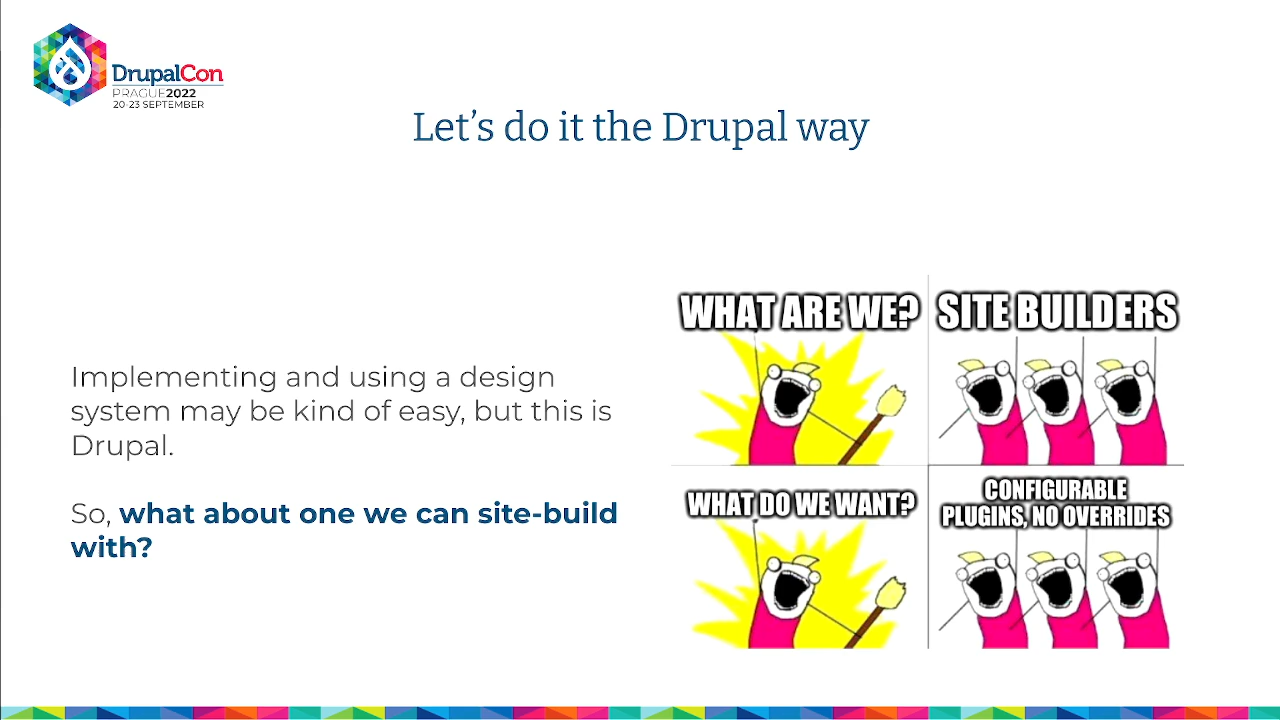 DrupalCon
PRAGUE2022
20-23 SEPTEMBER
Let's do it the Drupal way
Implementing and using a design
system may be kind of easy, but this is
Drupal.
So, what about one we can site-build
with?
WHAT ARE WE?
SITE BUILDERS
WHAT DO WE WANT?
CONFIGURABLE
PLUGINS, NO OVERRIDES